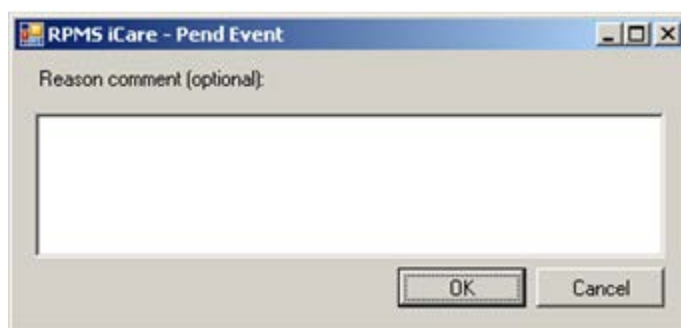 RPMS iCare - Pend Event
Reason comment (optional):
OK Cancel